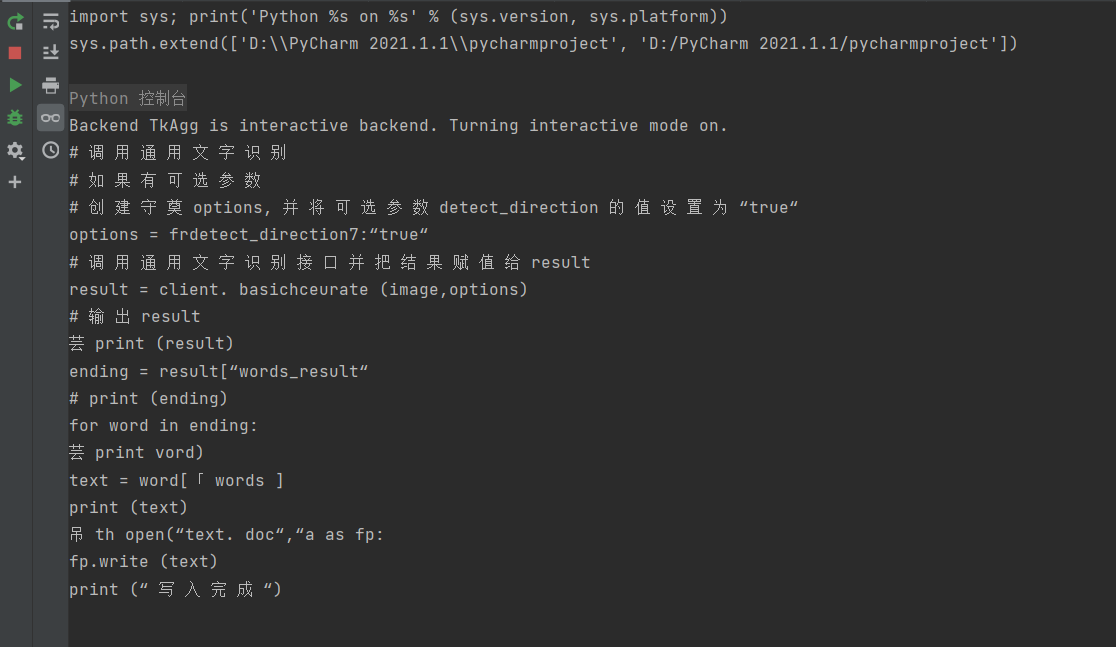 import sys; print('Python %s on %s' % (sys.version, sys.platform))
sys.path.extend(['D:\\PyCharm 2021.1.1\\pycharmproject', 'D:/PyCharm 2021.1.1/pycharmproject'])
Python 控制台
Backend TkAgg is interactive backend. Turning interactive mode on.
# 调 用 通 用 文 字 识 别
# 如 果 有 可 选 参 数
# 创 建 守 奠 options, 并 将 可 选 参 数 detect_direction 的 值 设 置 为 “true“
options = frdetect_direction7:“true“
# 调 用 通 用 文 字 识 别 接 口 并 把 结 果 赋 值 给 result
result = client. basichceurate (image,options)
# 输 出 result
芸 print (result)
ending = result[“words_result“
# print (ending)
for word in ending:
芸 print vord)
text = word[「 words ]
print (text)
吊 th open(“text. doc“,“a as fp:
fp.write (text)
print (“ 写 入 完 成 “)